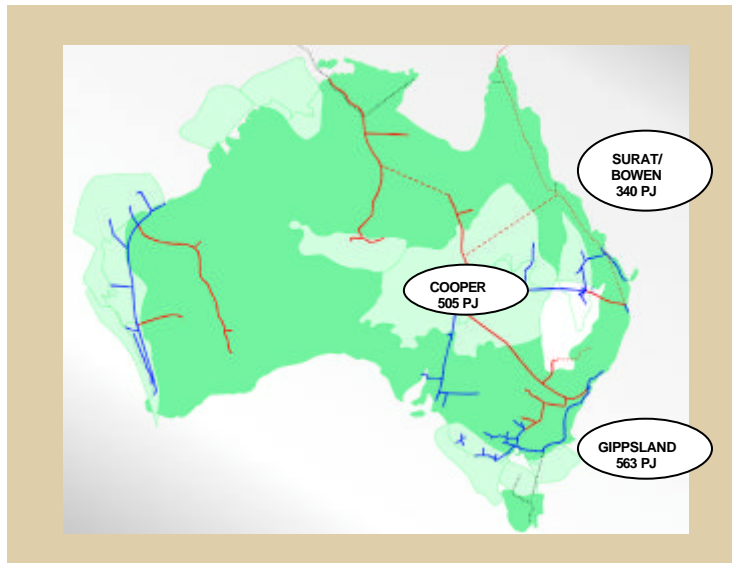 SURAT/
BOWEN
340 PJ
COOPER
505 PJ
GIPPSLAND
563 PJ